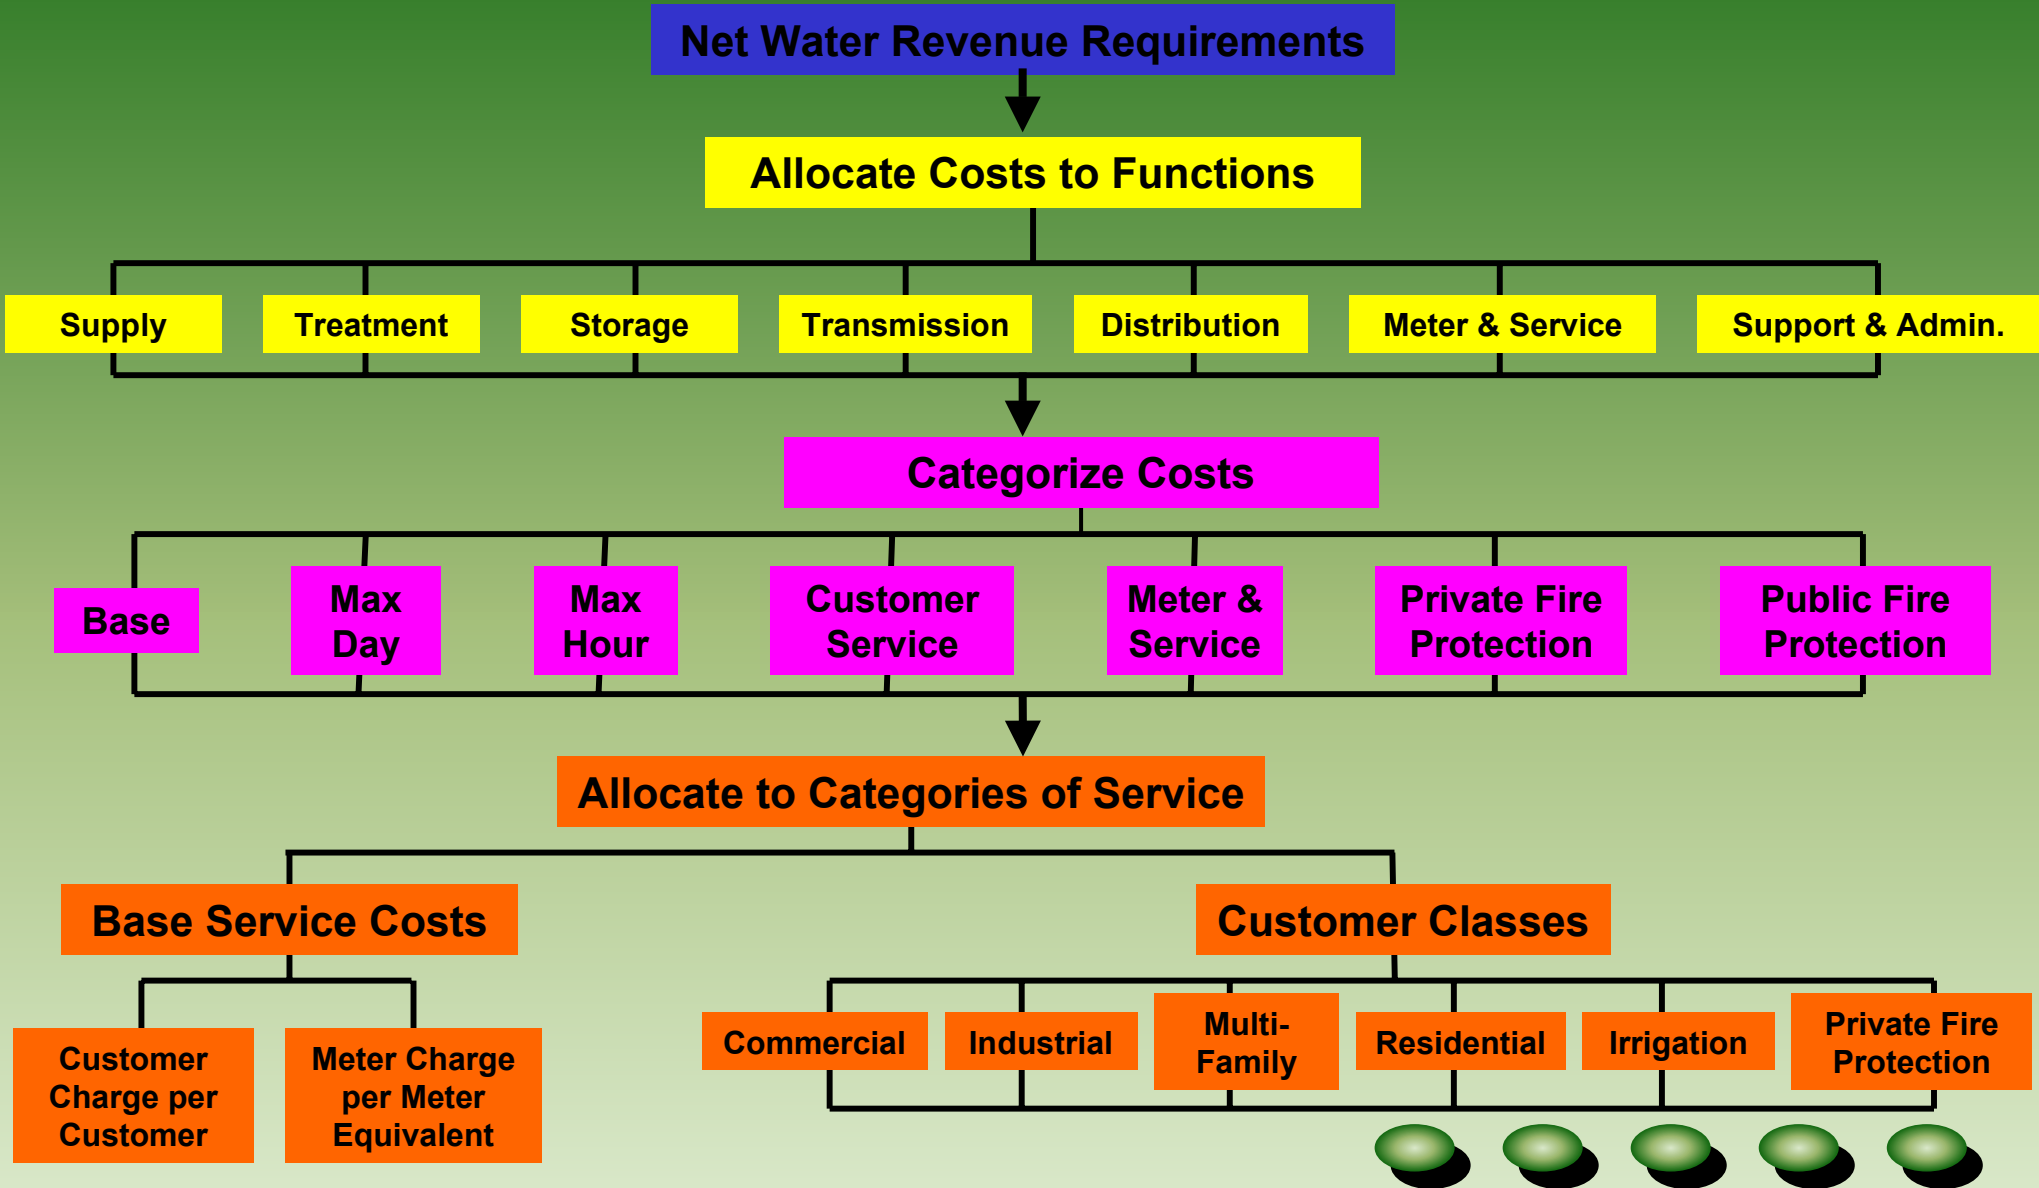 Net Water Revenue Requirements
Allocate Costs to Functions
Supply
Treatment
Storage
Transmission
Distribution
Meter & Service
Support & Admin.
Categorize Costs
Base
Max
Day
Max
Hour
Customer
Service
Meter &
Service
Private Fire
Protection
Public Fire
Protection
Allocate to Categories of Service
Base Service Costs
Customer Classes
Customer
Charge per
Customer
Meter Charge
per Meter
Equivalent
Commercial
Industrial
Multi-
Family
Residential
Irrigation
Private Fire
Protection